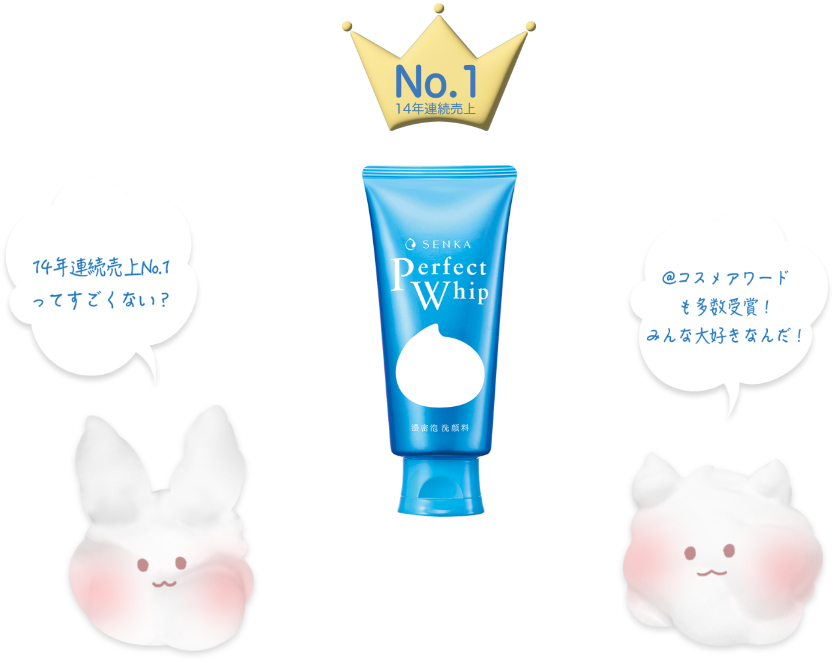 No.1
14年連続売上
14年連続売上No.1
ってすごくない？
@コスメアワード
も多数受賞！
みんな大好きなんだ！
SENKA
Perfect
Whip
濃密泡 洗顔料